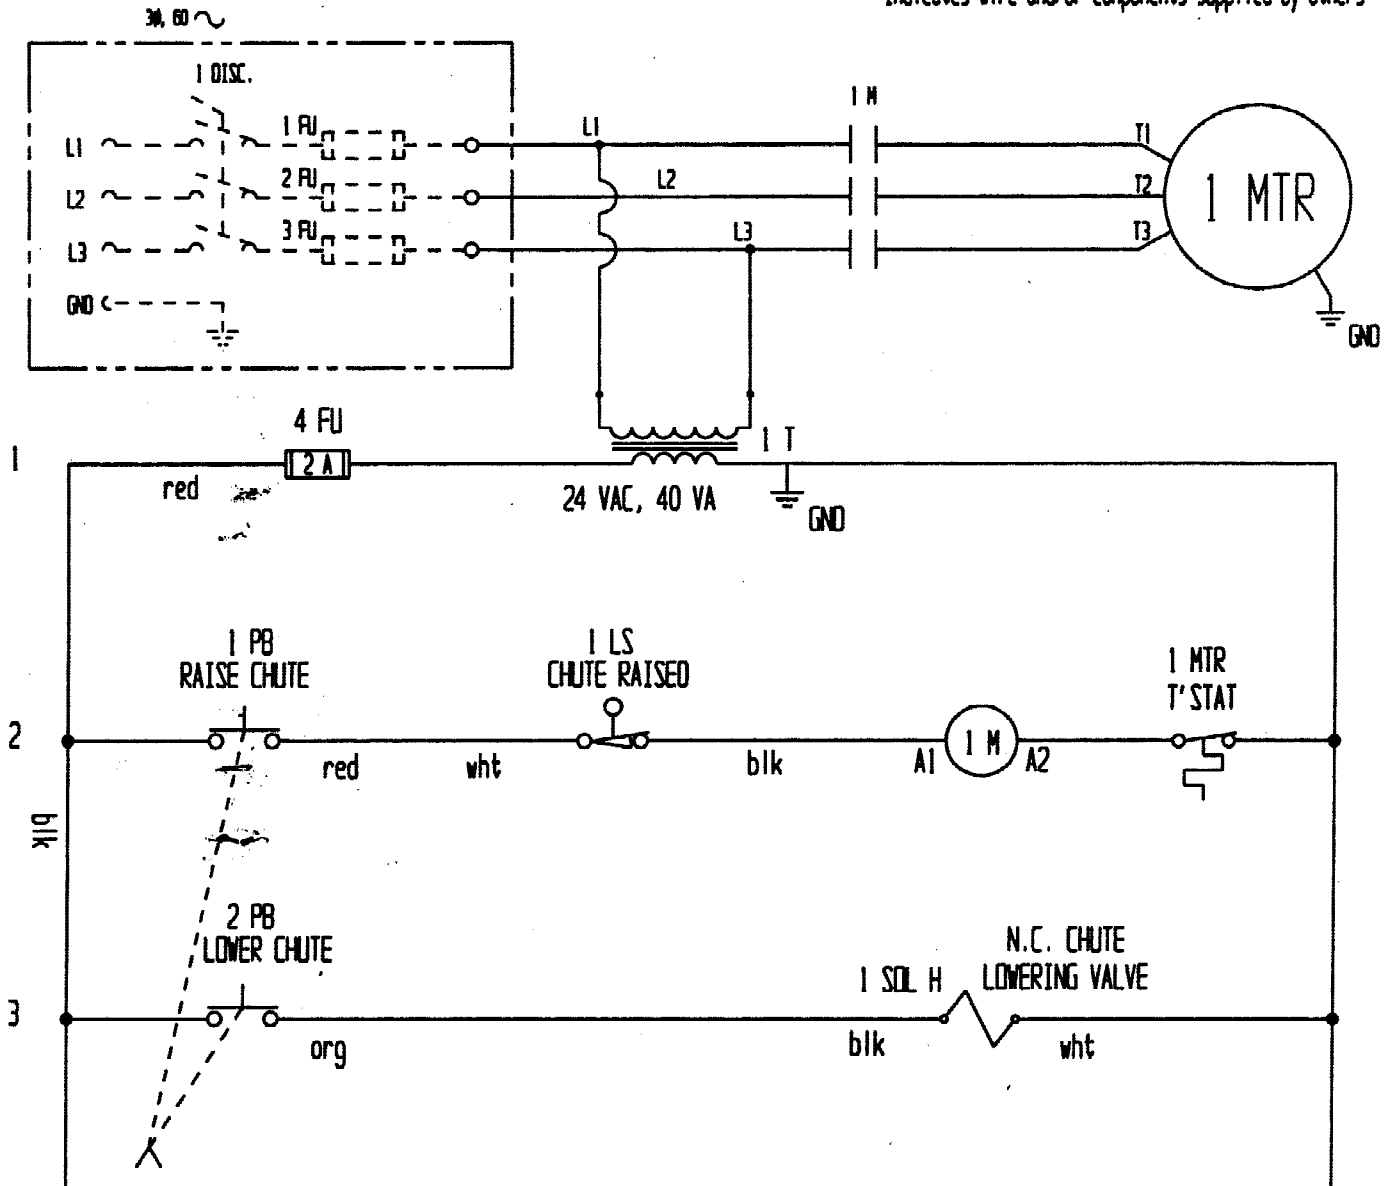 3Ø, 60
1 DISC.
L1
1 FU
L1
1 M
T1
L2
2 FU
L2
T2
1 MTR
L3
3 FU
L3
T3
GND
GND
4 FU
1 T
1
2 A
red
24 VAC, 40 VA
GND
1 PB
RAISE CHUTE
1 LS
CHUTE RAISED
1 MTR
T'STAT
2
red
wht
blk
A1
1 M
A2
blk
2 PB
LOWER CHUTE
N.C. CHUTE
LOWERING VALVE
1 SOL H
3
org
blk
wht